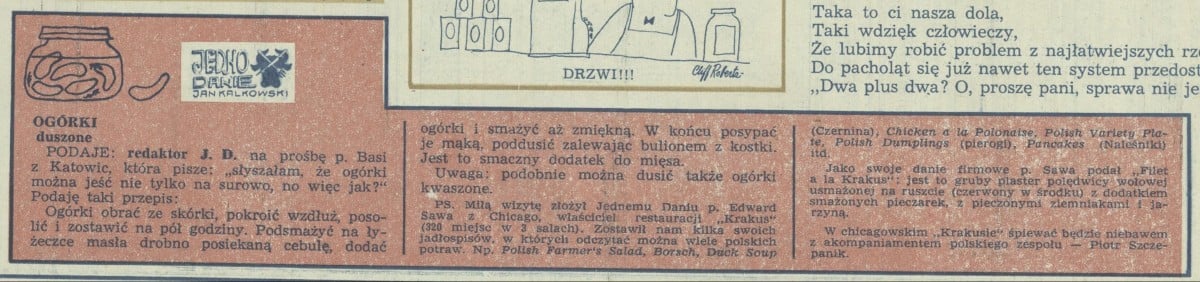 DRZWI!!!
Cliff Roberts
Taka to ci nasza dola,
Taki wdzięk człowieczy,
Że lubimy robić problem z najłatwiejszych rze
Do pacholąt się już nawet ten system przedost
„Dwa plus dwa? O, proszę pani, sprawa nie je
JEDNO
DANIE
JAN KALKOWSKI
OGÓRKI
duszone
PODAJE: redaktor J. D. na prośbę p. Basi
z Katowic, która pisze: „słyszałam, że ogórki
można jeść nie tylko na surowo, no więc jak?"
Podaję taki przepis:
Ogórki obrać ze skórki, pokroić wzdłuż, poso-
lić i zostawić na pół godziny. Podsmażyć na ły-
żeczce masła drobno posiekaną cebulę, dodać
ogórki i smażyć aż zmiękną. W końcu posypać
je mąką, poddusić zalewając bulionem z kostki.
Jest to smaczny dodatek do mięsa.
Uwaga: podobnie można dusić także ogórki
kwaszone.
PS. Miłą wizytę złożył Jednemu Daniu p. Edward
Sawa z Chicago, właściciel restauracji „Krakus"
(320 miejsc w 3 salach). Zostawił nam kilka swoich
jadłospisów, w których odczytać można wiele polskich
potraw. Np. Polish Farmer's Salad, Borsch, Duck Soup
(Czernina), Chicken a la Polonaise, Polish Variety Pla-
te, Polish Dumplings (pierogi), Pancakes (Naleśniki)
itd.
Jako swoje danie firmowe p. Sawa podał „Filet
a la Krakus": jest to gruby plaster polędwicy wołowej
usmażonej na ruszcie (czerwony w środku) z dodatkiem
smażonych pieczarek, z pieczonymi ziemniakami i ja-
rzyną.
W chicagowskim „Krakusie" śpiewać będzie niebawem
z akompaniamentem polskiego zespołu — Piotr Szcze-
panik.